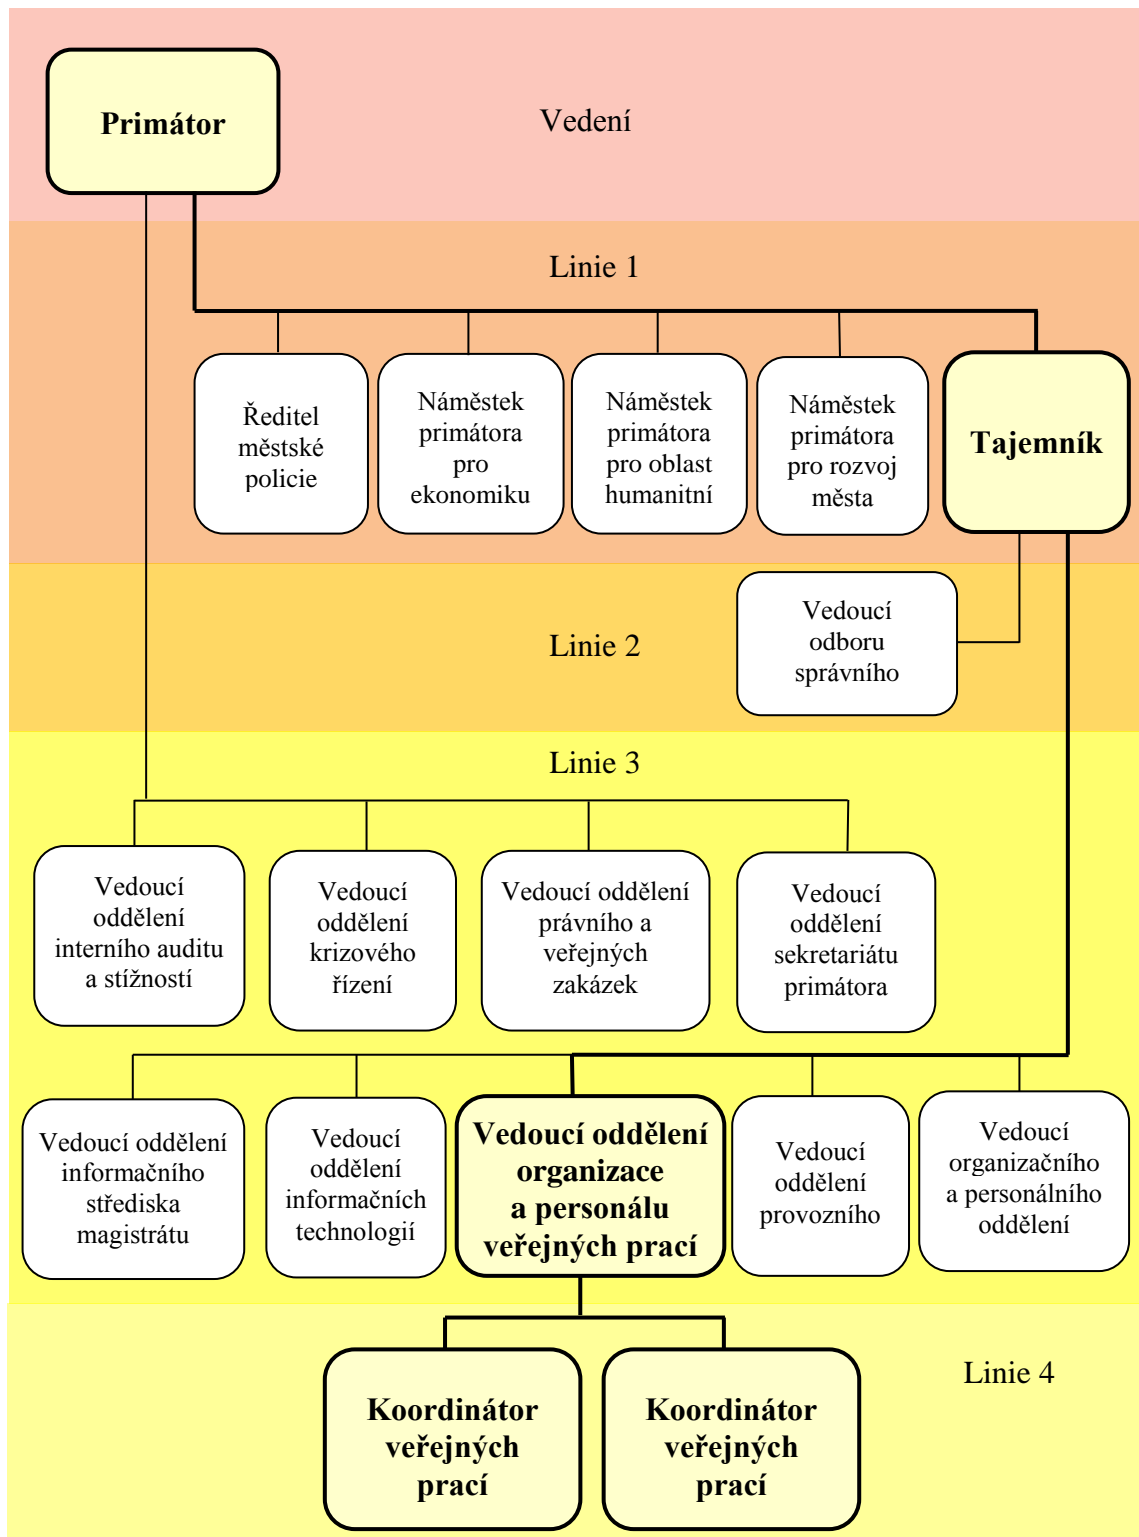 Primátor
Vedení
Linie 1
Ředitel
městské
policie
Náměstek
primátora
pro
ekonomiku
Náměstek
primátora
pro oblast
humanitní
Náměstek
primátora
pro rozvoj
města
Tajemník
Linie 2
Vedoucí
odboru
správního
Linie 3
Vedoucí
oddělení
interního auditu
a stížností
Vedoucí
oddělení
krizového
řízení
Vedoucí oddělení
právního a
veřejných
zakázek
Vedoucí
oddělení
sekretariátu
primátora
Vedoucí oddělení
informačního
střediska
magistrátu
Vedoucí
oddělení
informačních
technologií
Vedoucí oddělení
organizace
a personálu
veřejných prací
Vedoucí
oddělení
provozního
Vedoucí
organizačního
a personálního
oddělení
Linie 4
Koordinátor
veřejných
prací
Koordinátor
veřejných
prací